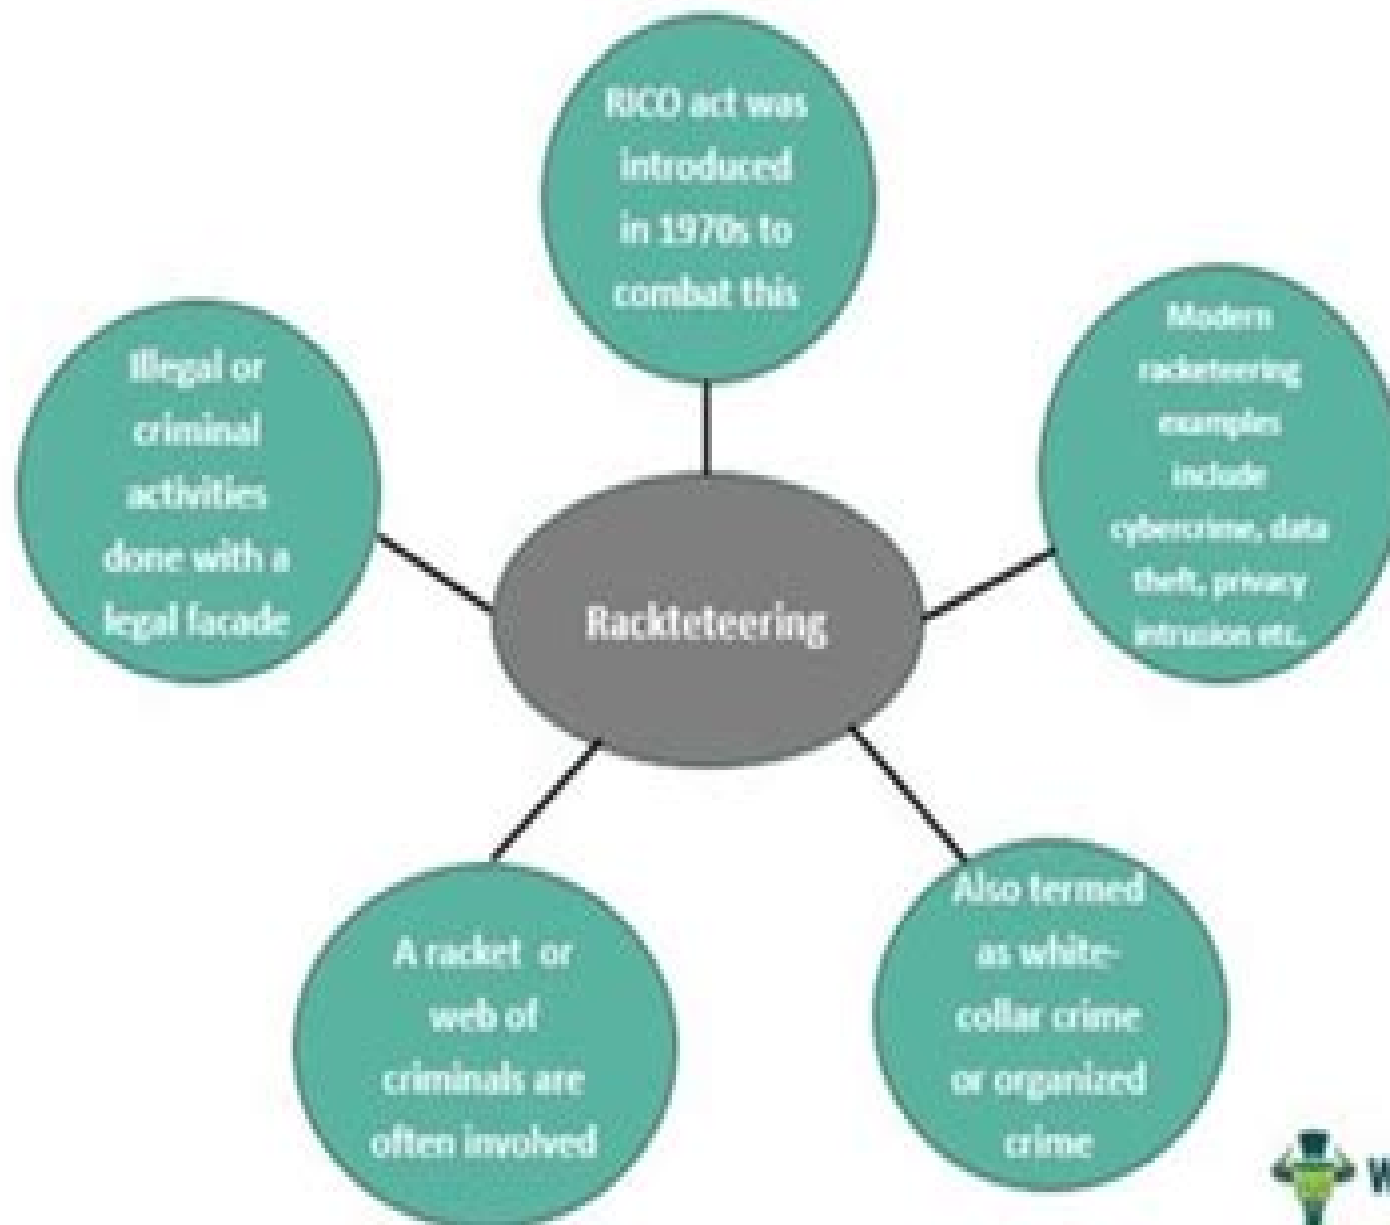 RICO act was
introduced
in 1970s to
combat this
Illegal or
criminal
activities
done with a
legal facade
Modern
racketeering
examples
include
cybercrime, data
theft, privacy
intrusion etc.
Rackteteering
A racket or
web of
criminals are
often involved
Also termed
as white-
collar crime
or organized
crime
W